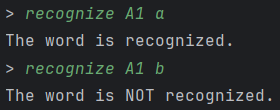 > recognize A1 a
The word is recognized.
> recognize A1 b
The word is NOT recognized.